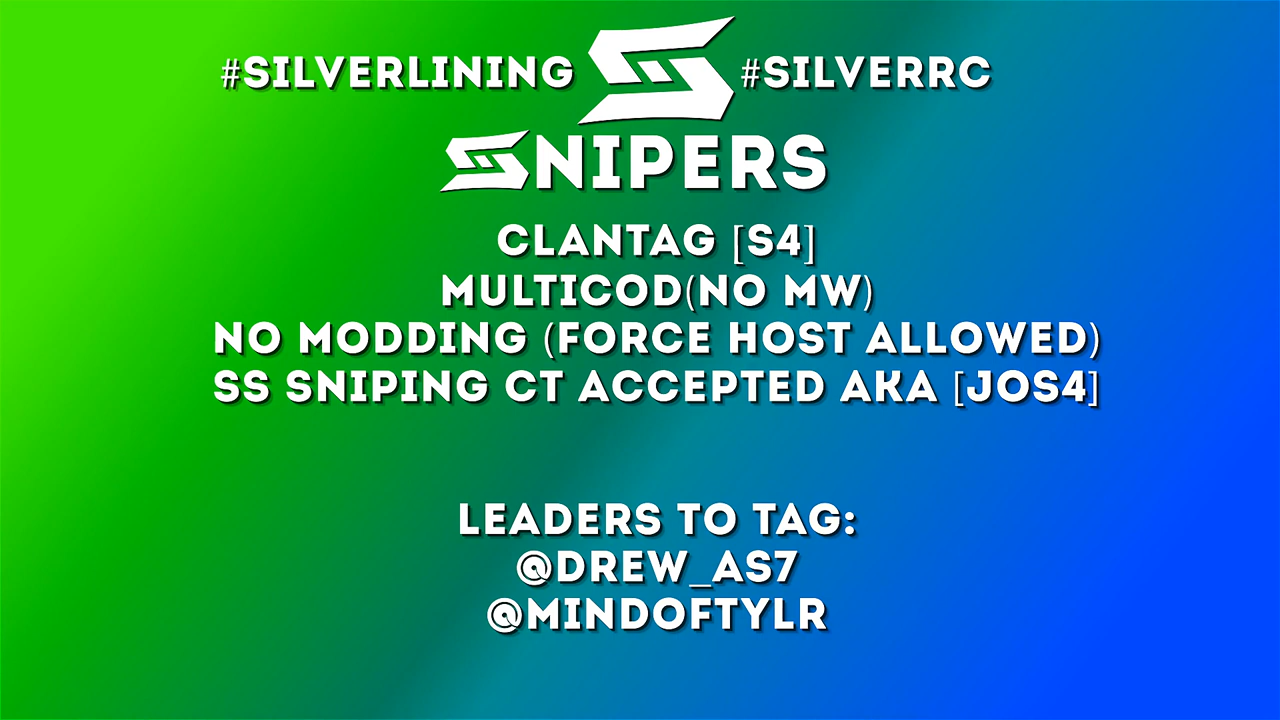 #SILVERLINING #SILVERRC
SNIPERS
CLANTAG [S4]
MULTICOD(NO MW)
NO MODDING (FORCE HOST ALLOWED)
SS SNIPING CT ACCEPTED AKA [JOS4]
LEADERS TO TAG:
@DREW_AS7
@MINDOFTYLR